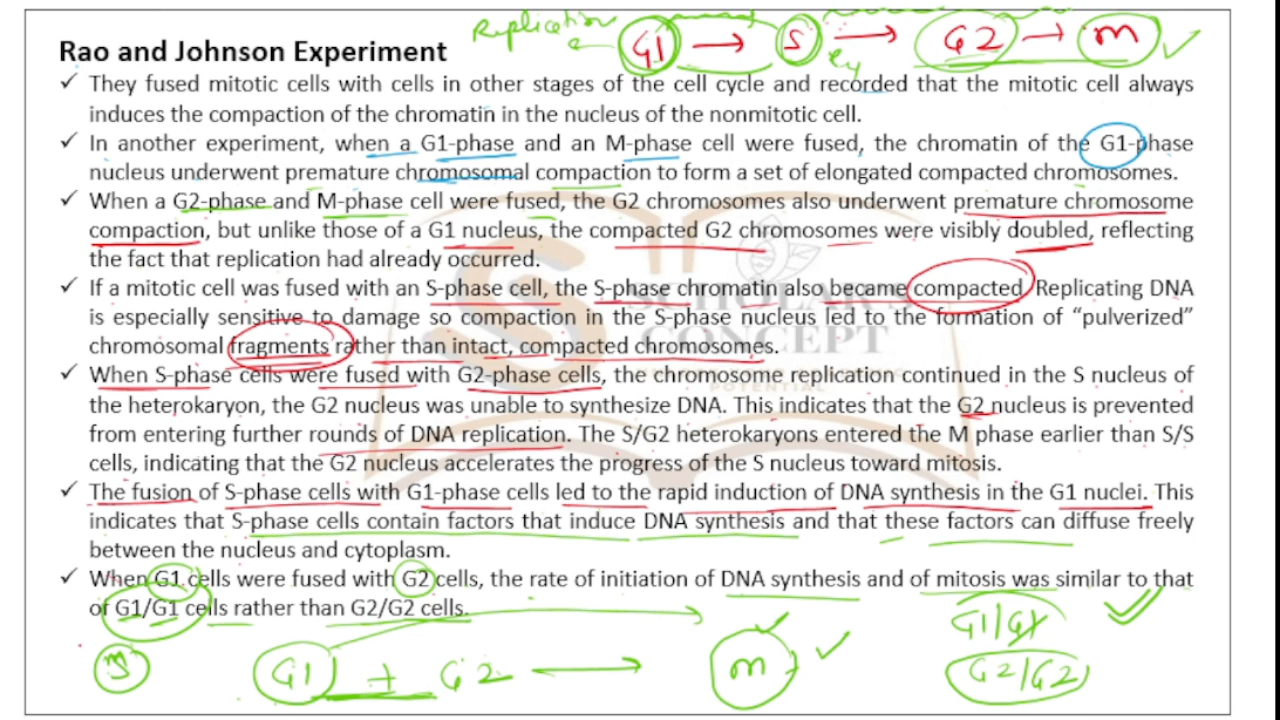 Replication G1 → S → G2 → m
Rao and Johnson Experiment
✓ They fused mitotic cells with cells in other stages of the cell cycle and recorded that the mitotic cell always
induces the compaction of the chromatin in the nucleus of the nonmitotic cell.
✓ In another experiment, when a G1-phase and an M-phase cell were fused, the chromatin of the G1-phase
nucleus underwent premature chromosomal compaction to form a set of elongated compacted chromosomes.
✓ When a G2-phase and M-phase cell were fused, the G2 chromosomes also underwent premature chromosome
compaction, but unlike those of a G1 nucleus, the compacted G2 chromosomes were visibly doubled, reflecting
the fact that replication had already occurred.
✓ If a mitotic cell was fused with an S-phase cell, the S-phase chromatin also became compacted Replicating DNA
is especially sensitive to damage so compaction in the S-phase nucleus led to the formation of “pulverized”
chromosomal fragments rather than intact, compacted chromosomes.
✓ When S-phase cells were fused with G2-phase cells, the chromosome replication continued in the S nucleus of
the heterokaryon, the G2 nucleus was unable to synthesize DNA. This indicates that the G2 nucleus is prevented
from entering further rounds of DNA replication. The S/G2 heterokaryons entered the M phase earlier than S/S
cells, indicating that the G2 nucleus accelerates the progress of the S nucleus toward mitosis.
✓ The fusion of S-phase cells with G1-phase cells led to the rapid induction of DNA synthesis in the G1 nuclei. This
indicates that S-phase cells contain factors that induce DNA synthesis and that these factors can diffuse freely
between the nucleus and cytoplasm.
✓ When G1 cells were fused with G2 cells, the rate of initiation of DNA synthesis and of mitosis was similar to that
of G1/G1 cells rather than G2/G2 cells.
G1 + G2 → m
G2/G2
SCHOLAR'S
CONCEPT
POTENTIAL